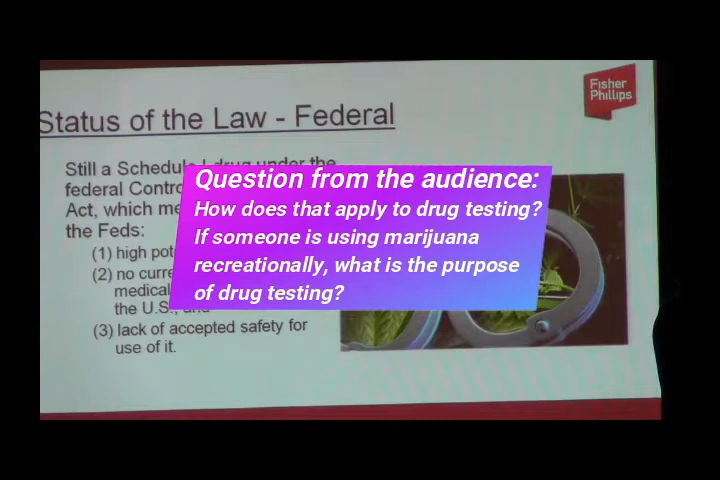 Fisher
Phillips
Status of the Law - Federal
Still a Schedule I drug under the
federal Contro
Act, which me
the Feds:
(1) high pot
(2) no curre
medical
the U.S., and
(3) lack of accepted safety for
use of it.
Question from the audience:
How does that apply to drug testing?
If someone is using marijuana
recreationally, what is the purpose
of drug testing?